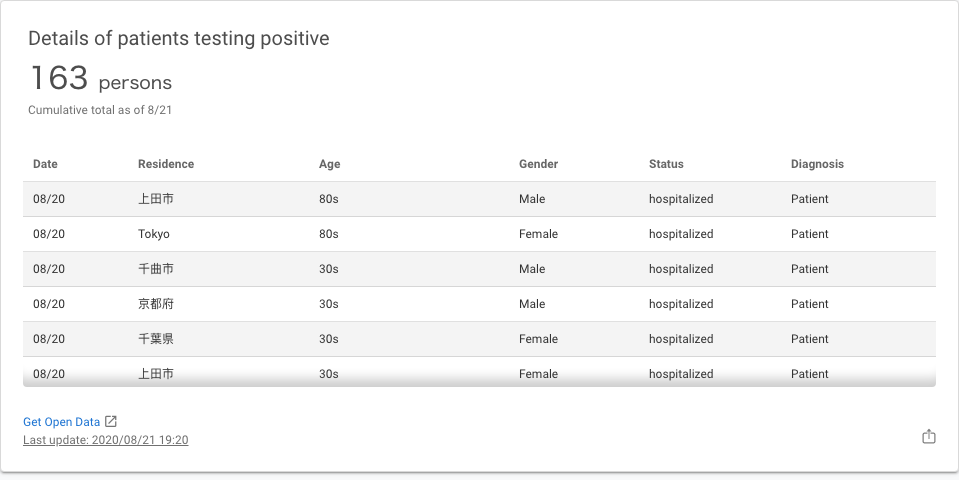 Details of patients testing positive
163 persons
Cumulative total as of 8/21
Date Residence Age Gender Status Diagnosis
08/20 上田市 80s Male hospitalized Patient
08/20 Tokyo 80s Female hospitalized Patient
08/20 千曲市 30s Male hospitalized Patient
08/20 京都府 30s Male hospitalized Patient
08/20 千葉県 30s Female hospitalized Patient
08/20 上田市 30s Female hospitalized Patient
Get Open Data
Last update: 2020/08/21 19:20